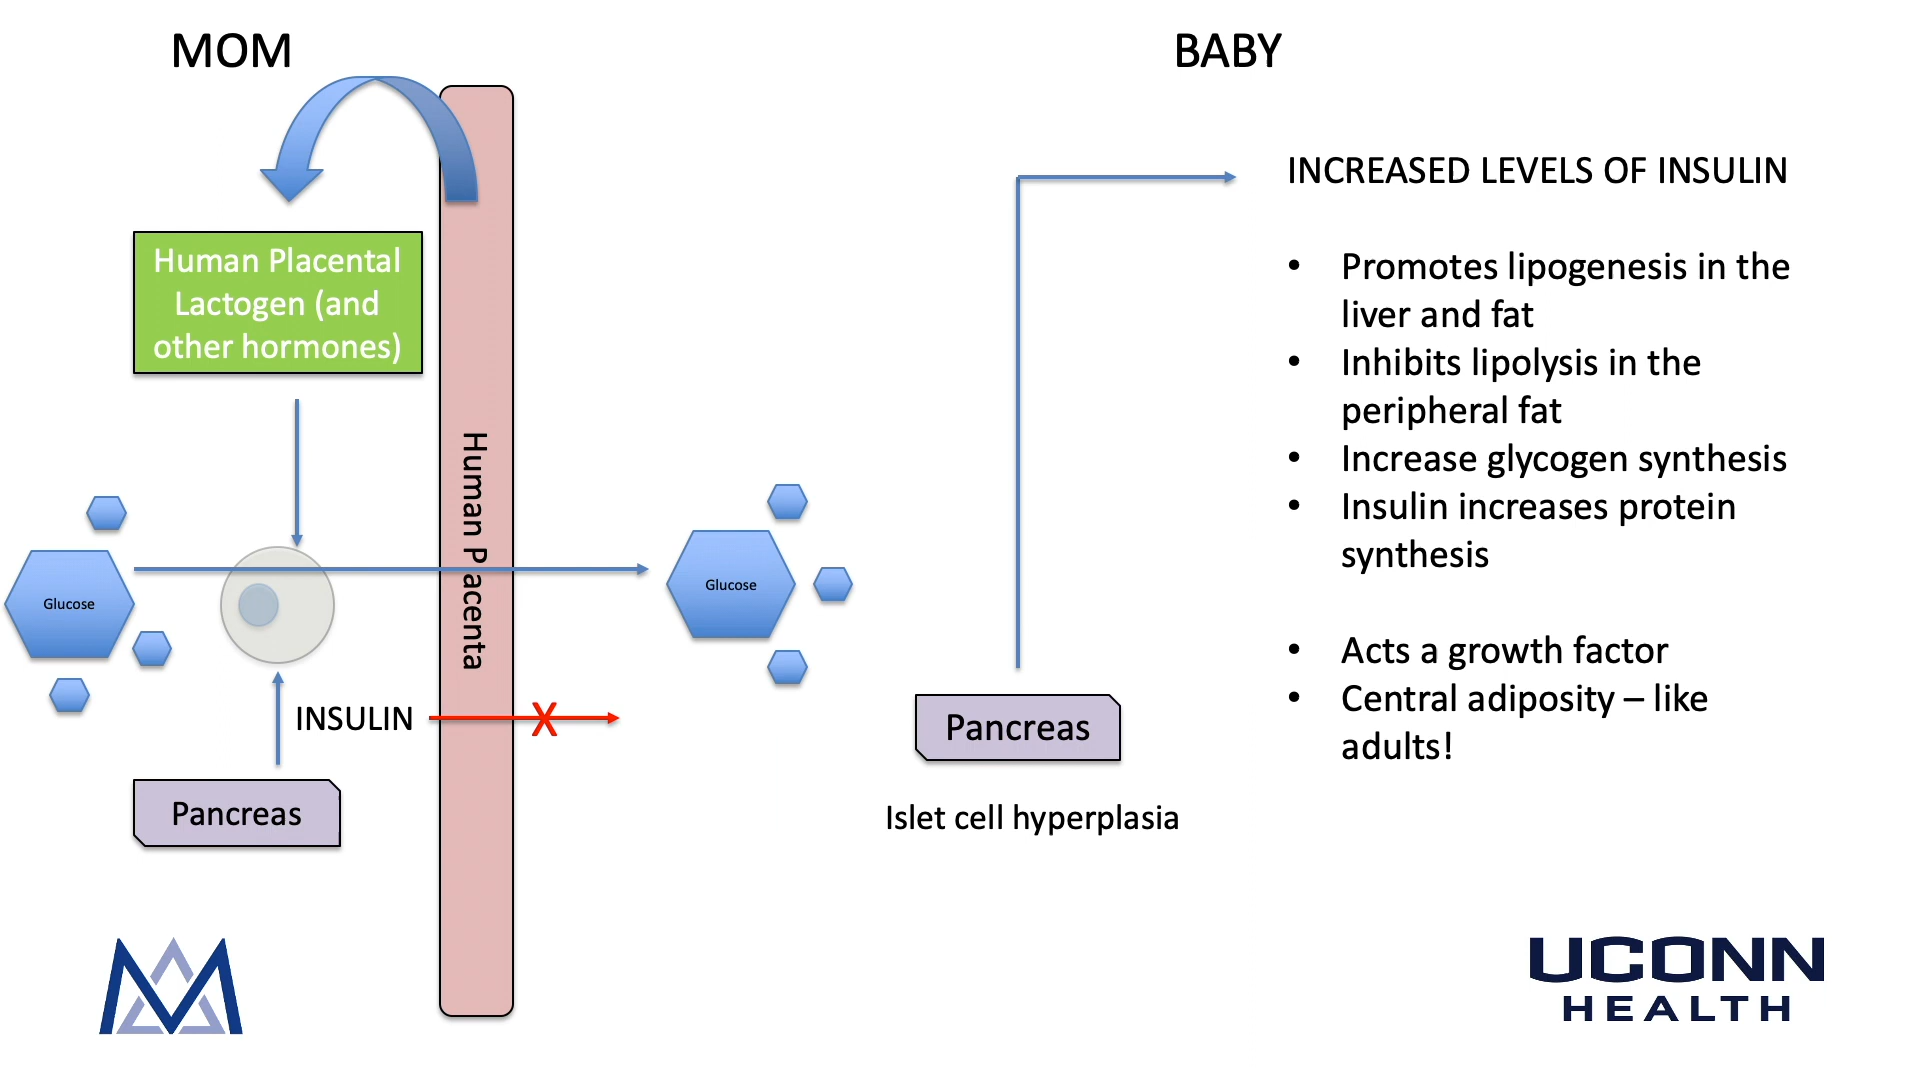 MOM
BABY
Human Placental
Lactogen (and
other hormones)
Human Placenta
Glucose
Glucose
INSULIN
X
Pancreas
Pancreas
Islet cell hyperplasia
INCREASED LEVELS OF INSULIN
• Promotes lipogenesis in the
liver and fat
• Inhibits lipolysis in the
peripheral fat
• Increase glycogen synthesis
• Insulin increases protein
synthesis
• Acts a growth factor
• Central adiposity – like
adults!
UCONN
HEALTH